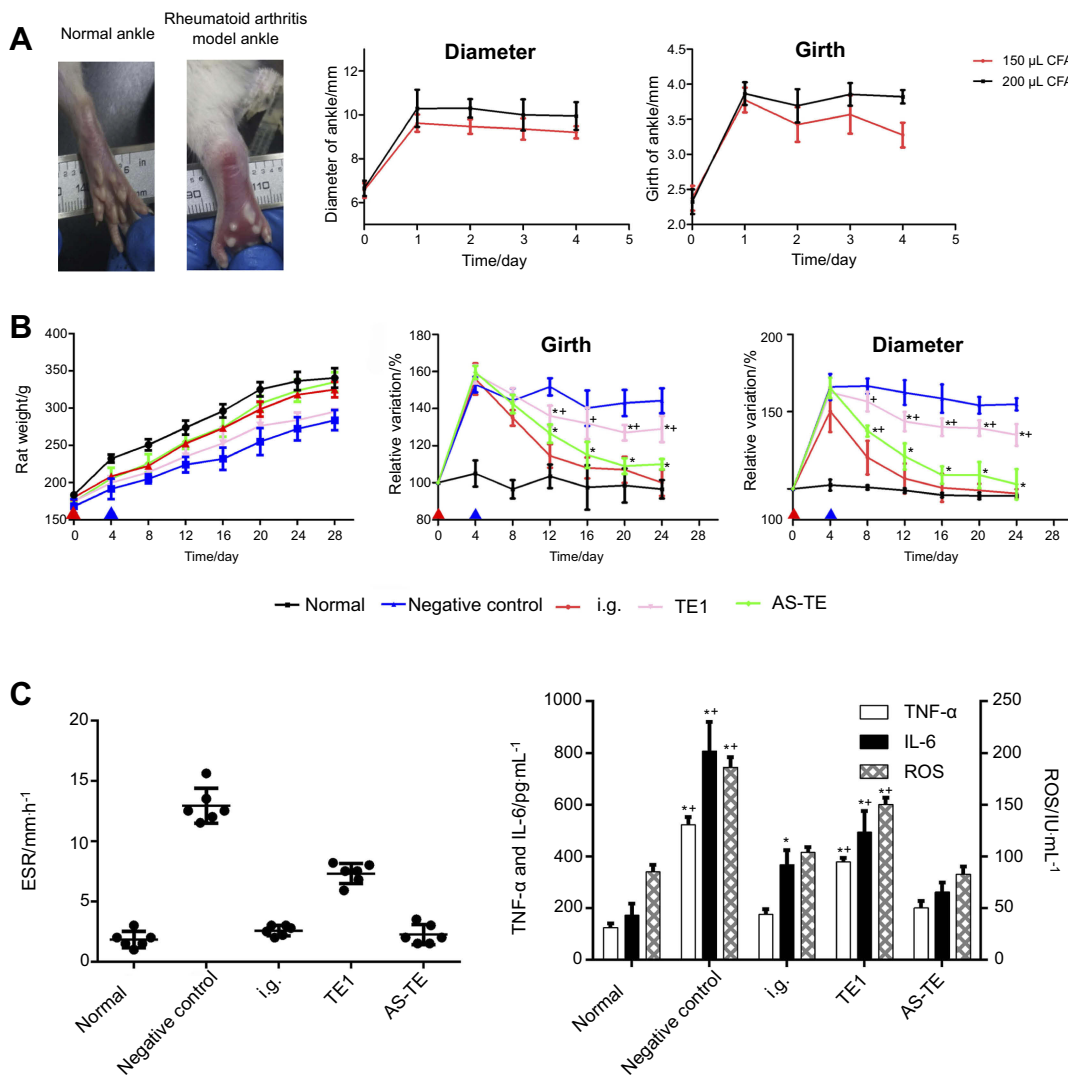 A
Normal ankle
Rheumatoid arthritis
model ankle
Diameter
Diameter of ankle/mm
12
10
8
6
0 1 2 3 4 5
Time/day
Girth
Girth of ankle/mm
4.5
4.0
3.5
3.0
2.5
2.0
0 1 2 3 4 5
Time/day
150 µL CFA
200 µL CFA
B
Rat weight/g
400
350
300
250
200
150
0 4 8 12 16 20 24 28
Time/day
Girth
Relative variation/%
180
160
140
120
100
80
*+ + *+ *+
* * * *
0 4 8 12 16 20 24 28
Time/day
Diameter
Relative variation/%
200
150
100
+ *+ *+ *+ *+
*+ * * * *
0 4 8 12 16 20 24 28
Time/day
Normal Negative control i.g. TE1 AS-TE
C
ESR/mm·h-1
20
15
10
5
0
Normal Negative control i.g. TE1 AS-TE
TNF-α and IL-6/pg·mL-1
1000
800
600
400
200
0
*+ *+ *+ * *+ *+ *+
TNF-α
IL-6
ROS
250
200
150
100
50
0
ROS/IU·mL-1
Normal Negative control i.g. TE1 AS-TE